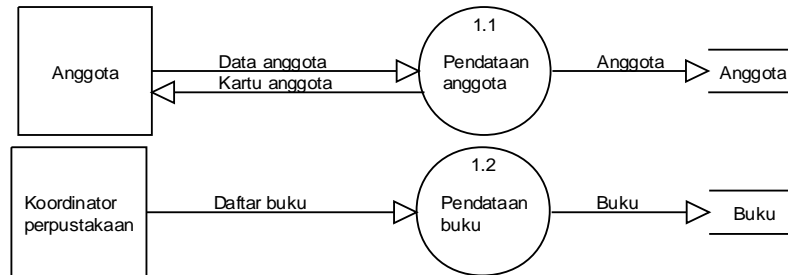 1.1
Anggota
Data anggota
Kartu anggota
Pendataan
anggota
Anggota
Anggota
1.2
Koordinator
perpustakaan
Daftar buku
Pendataan
buku
Buku
Buku